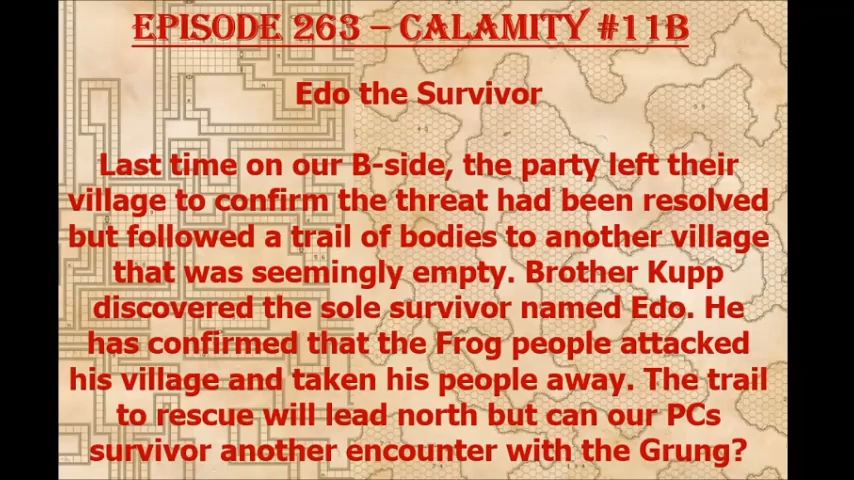 EPISODE 263 – CALAMITY #11B
Edo the Survivor
Last time on our B-side, the party left their
village to confirm the threat had been resolved
but followed a trail of bodies to another village
that was seemingly empty. Brother Kupp
discovered the sole survivor named Edo. He
has confirmed that the Frog people attacked
his village and taken his people away. The trail
to rescue will lead north but can our PCs
survivor another encounter with the Grung?